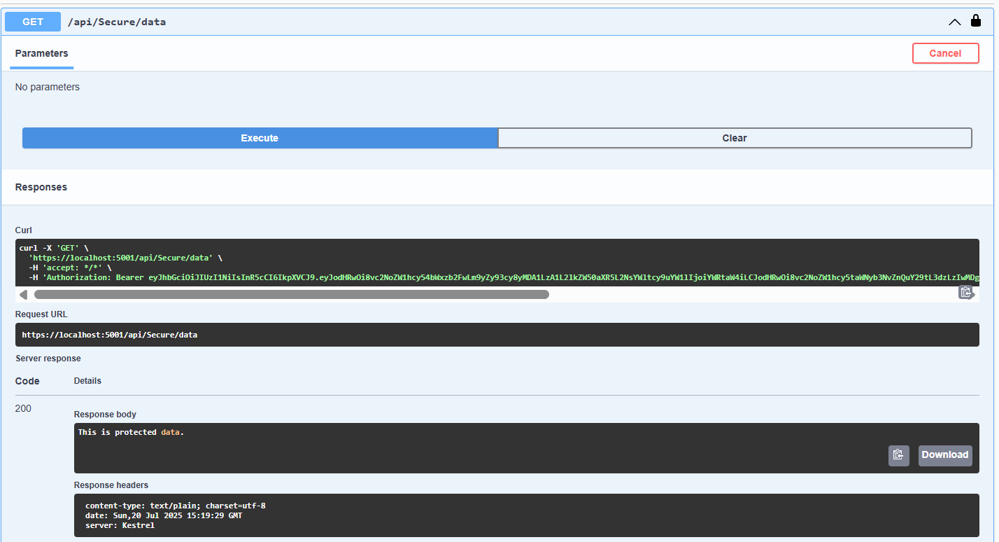 GET /api/Secure/data
Parameters
Cancel
No parameters
Execute
Clear
Responses
Curl
curl -X 'GET' \
'https://localhost:5001/api/Secure/data' \
-H 'accept: */*' \
-H 'Authorization: Bearer eyJhbGciOiJIUzI1NiIsInR5cCI6IkpXVCJ9.eyJodHRwOi8vc2NoZW1hcy54bWxzb2FwLm9yZy93cy8yMDA1LzA1L2lkZW50aXR5L2NsYWltcy9uYW1lIjoiYWRtaW4iLCJodHRwOi8vc2NoZW1hcy5taWNyb3NvZnQuY29tL3dzLzIwMDg
Request URL
https://localhost:5001/api/Secure/data
Server response
Code
Details
200
Response body
This is protected data.
Download
Response headers
content-type: text/plain; charset=utf-8
date: Sun,20 Jul 2025 15:19:29 GMT
server: Kestrel